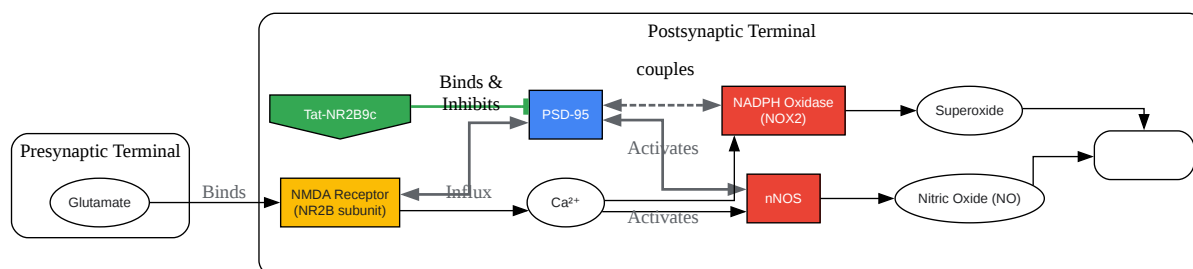 Postsynaptic Terminal
Binds &
Inhibits
couples
Tat-NR2B9c
PSD-95
NADPH Oxidase
(NOX2)
Superoxide
Presynaptic Terminal
Activates
Glutamate
Binds
NMDA Receptor
(NR2B subunit)
Influx
Ca²⁺
Activates
nNOS
Nitric Oxide (NO)